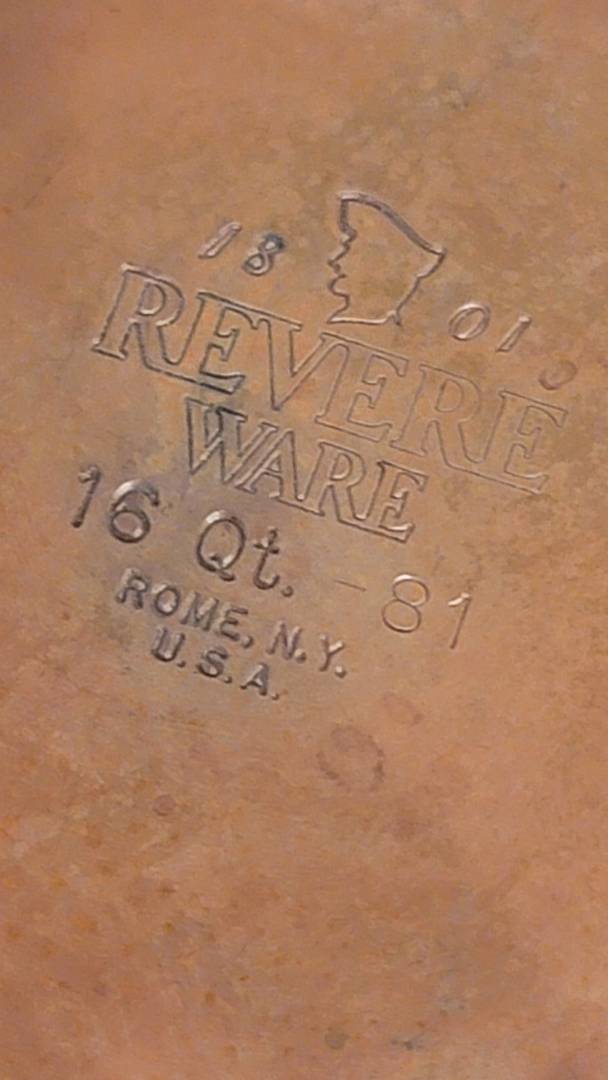 18 01
REVERE
WARE
16 Qt. - 81
ROME, N.Y.
U.S.A.